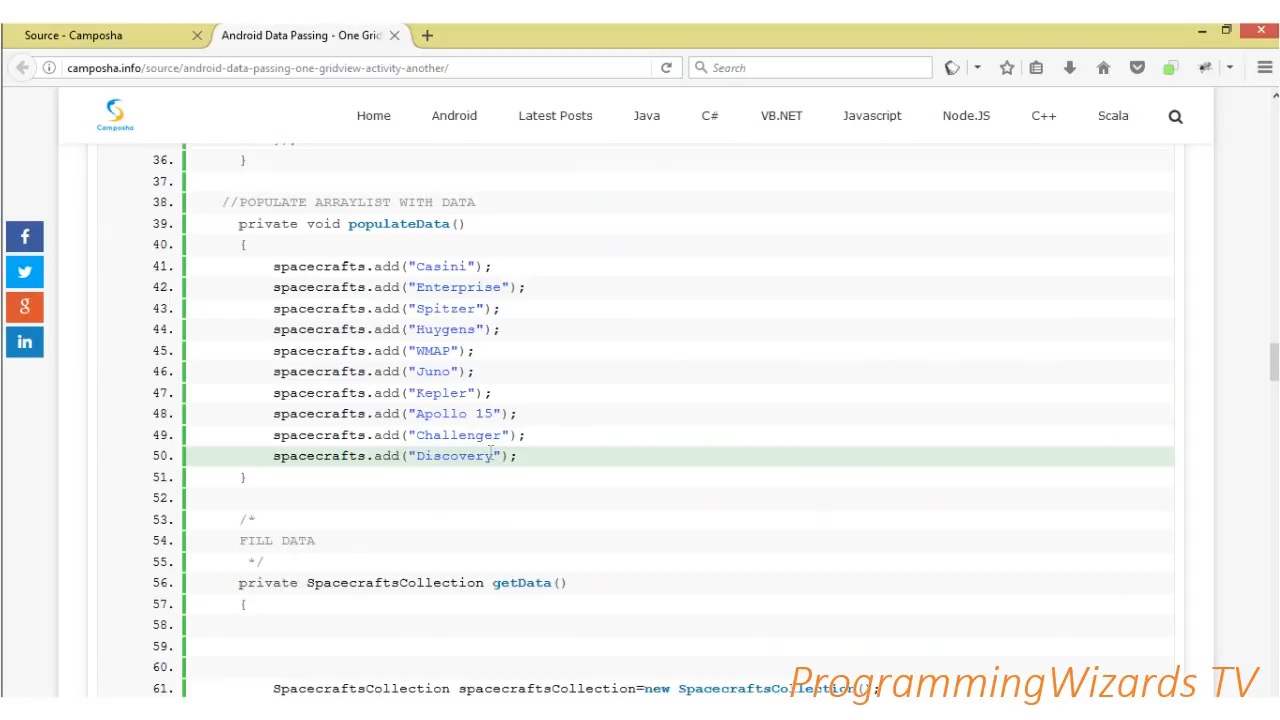 Source - Camposha
Android Data Passing - One Grid
camposha.info/source/android-data-passing-one-gridview-activity-another/
Search
Camposha
Home Android Latest Posts Java C# VB.NET Javascript Node.JS C++ Scala
36. }
37.
38. //POPULATE ARRAYLIST WITH DATA
39. private void populateData()
40. {
41. spacecrafts.add("Casini");
42. spacecrafts.add("Enterprise");
43. spacecrafts.add("Spitzer");
44. spacecrafts.add("Huygens");
45. spacecrafts.add("WMAP");
46. spacecrafts.add("Juno");
47. spacecrafts.add("Kepler");
48. spacecrafts.add("Apollo 15");
49. spacecrafts.add("Challenger");
50. spacecrafts.add("Discovery");
51. }
52.
53. /*
54. FILL DATA
55. */
56. private SpacecraftsCollection getData()
57. {
58.
59.
60.
61. SpacecraftsCollection spacecraftsCollection=new SpacecraftsCollection();
ProgrammingWizards TV